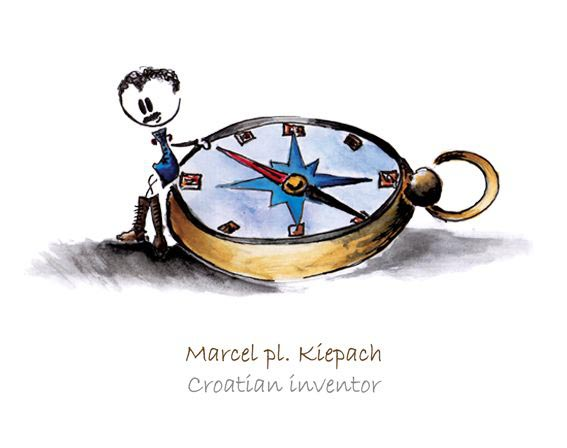 Marcel pl. Kiepach
Croatian inventor